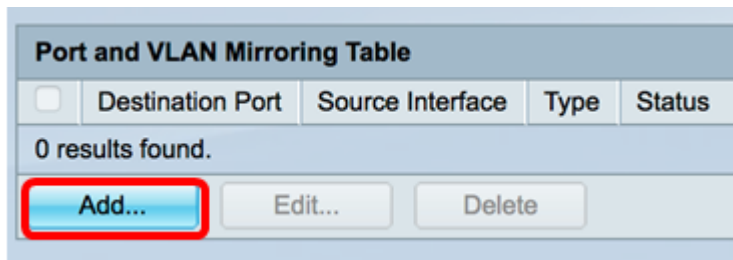 Port and VLAN Mirroring Table
Destination Port Source Interface Type Status
0 results found.
Add... Edit... Delete